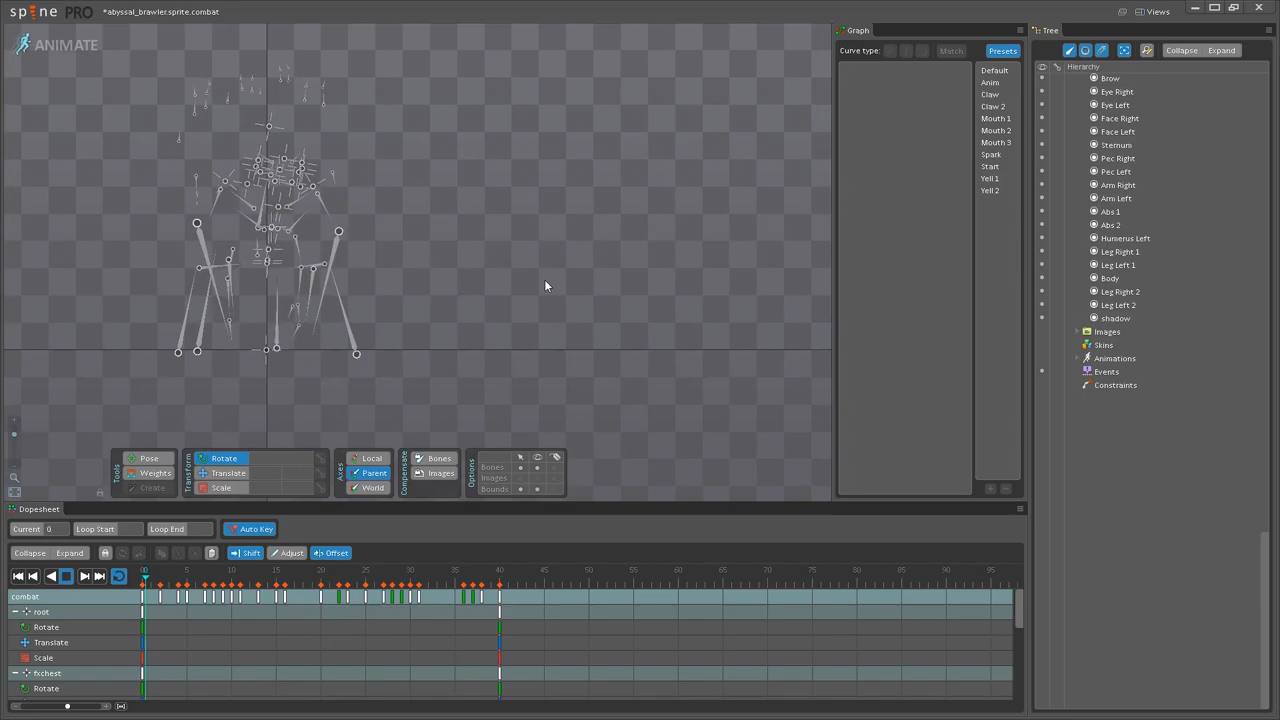 spine PRO
*abyssal_brawler.sprite.combat
Views
ANIMATE
Graph
Curve type:
Match
Presets
Default
Anim
Claw
Claw 2
Mouth 1
Mouth 2
Mouth 3
Spark
Start
Yell 1
Yell 2
Tree
Collapse
Expand
Hierarchy
Brow
Eye Right
Eye Left
Face Right
Face Left
Sternum
Pec Right
Pec Left
Arm Right
Arm Left
Abs 1
Abs 2
Humerus Left
Leg Right 1
Leg Left 1
Body
Leg Right 2
Leg Left 2
shadow
Images
Skins
Animations
Events
Constraints
Tools
Pose
Weights
Create
Transform
Rotate
Translate
Scale
Axes
Local
Parent
World
Compensate
Bones
Images
Options
Bones
Images
Bounds
Dopesheet
Current 0 Loop Start Loop End Auto Key
Collapse Expand Shift Adjust Offset
0 5 10 15 20 25 30 35 40 45 50 55 60 65 70 75 80 85 90 95
combat
root
Rotate
Translate
Scale
fxchest
Rotate